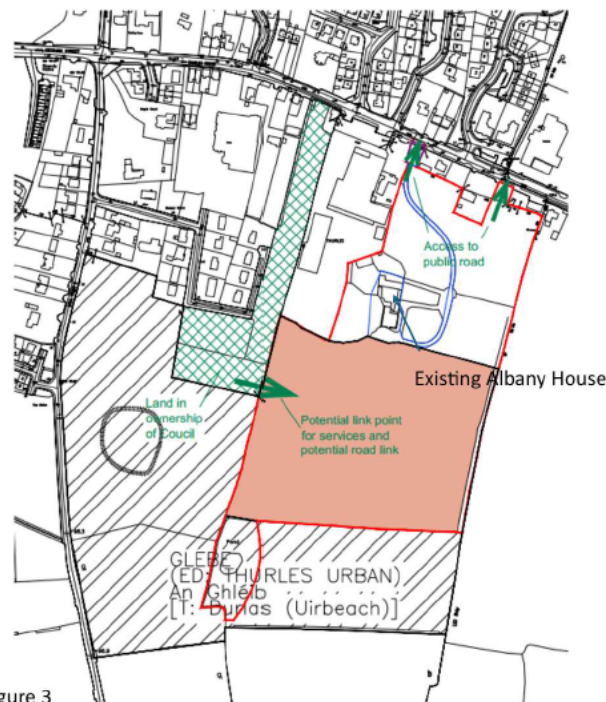 Access to
public road
THURLES
Existing Albany House
Land in
ownership
of Coucil
Potential link point
for services and
potential road link
GLEBE
(ED: THURLES URBAN)
An Ghléib
[T: Durlas (Uirbeach)]
gure 3